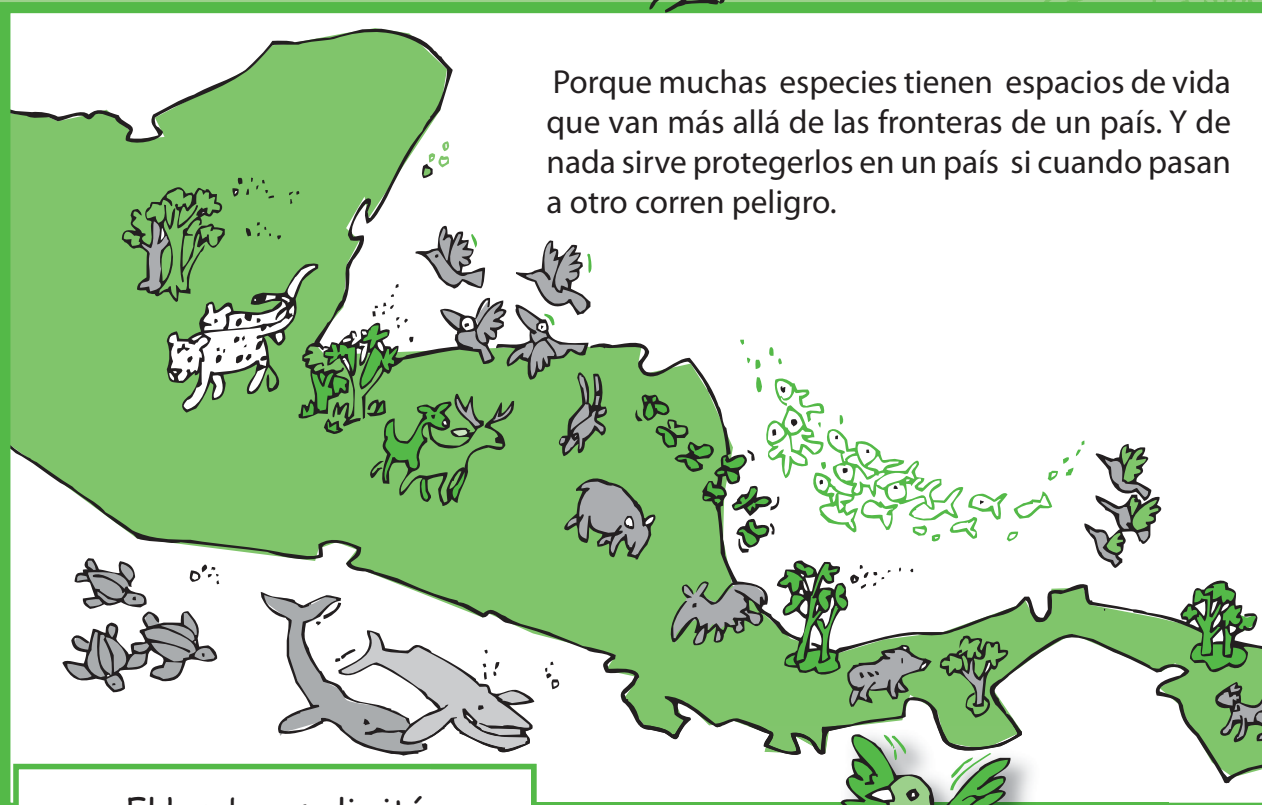 Porque muchas especies tienen espacios de vida
que van más allá de las fronteras de un país. Y de
nada sirve protegerlos en un país si cuando pasan
a otro corren peligro.